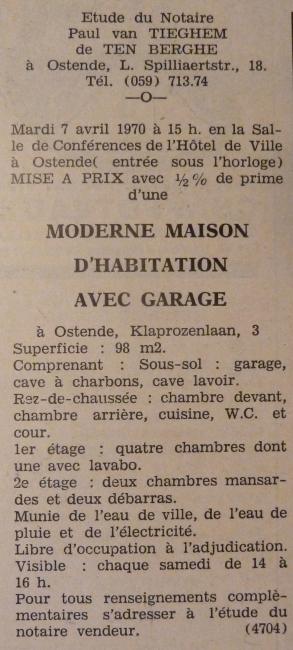 Etude du Notaire
Paul van TIEGHEM
de TEN BERGHE
à Ostende, L. Spilliaertstr., 18.
Tél. (059) 713.74
—O—
Mardi 7 avril 1970 à 15 h. en la Sal-
le de Conférences de l'Hôtel de Ville
à Ostende( entrée sous l'horloge)
MISE A PRIX avec ½% de prime
d'une
MODERNE MAISON
D'HABITATION
AVEC GARAGE
à Ostende, Klaprozenlaan, 3
Superficie : 98 m2.
Comprenant : Sous-sol : garage,
cave à charbons, cave lavoir.
Rez-de-chaussée : chambre devant,
chambre arrière, cuisine, W.C. et
cour.
1er étage : quatre chambres dont
une avec lavabo.
2e étage : deux chambres mansar-
des et deux débarras.
Munie de l'eau de ville, de l'eau de
pluie et de l'électricité.
Libre d'occupation à l'adjudication.
Visible : chaque samedi de 14 à
16 h.
Pour tous renseignements complè-
mentaires s'adresser à l'étude du
notaire vendeur. (4704)